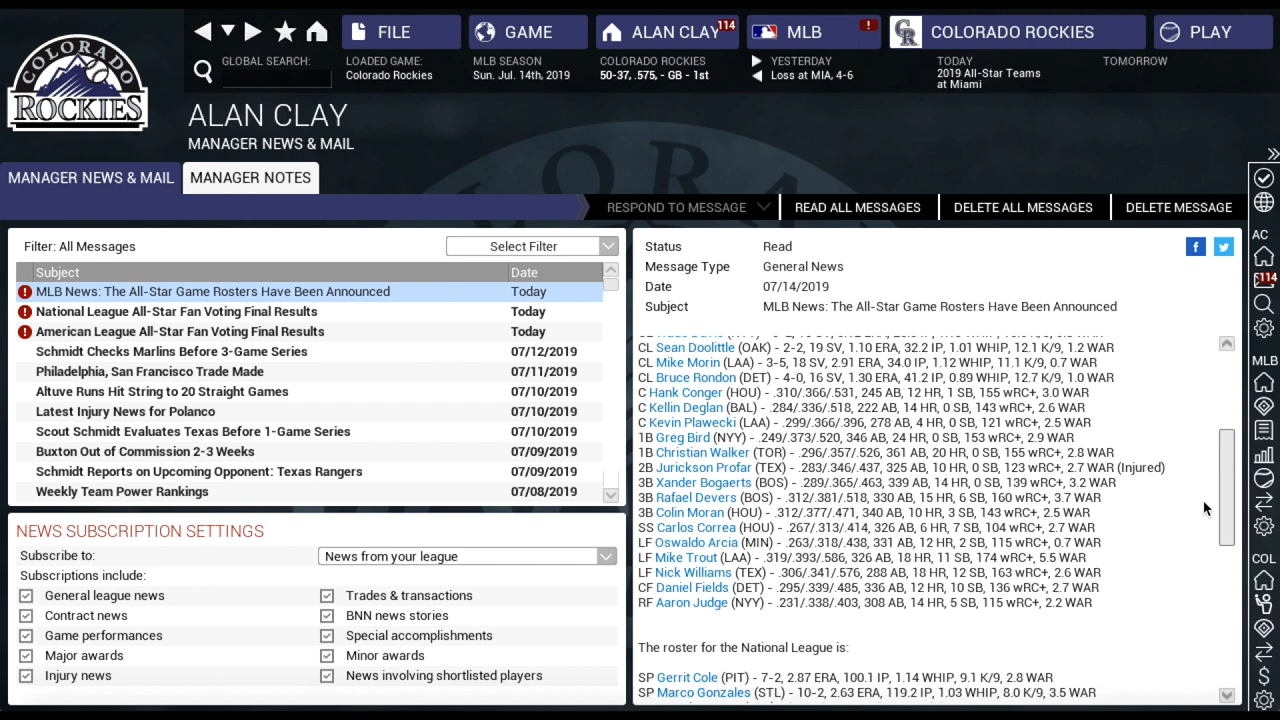 COLORADO
ROCKIES
FILE
GAME
ALAN CLAY
114
MLB
!
COLORADO ROCKIES
PLAY
GLOBAL SEARCH:
LOADED GAME:
Colorado Rockies
MLB SEASON
Sun. Jul. 14th, 2019
COLORADO ROCKIES
50-37, .575, - GB - 1st
YESTERDAY
Loss at MIA, 4-6
TODAY
2019 All-Star Teams
at Miami
TOMORROW
ALAN CLAY
MANAGER NEWS & MAIL
MANAGER NEWS & MAIL
MANAGER NOTES
RESPOND TO MESSAGE
READ ALL MESSAGES
DELETE ALL MESSAGES
DELETE MESSAGE
Filter: All Messages
Select Filter
Subject Date
MLB News: The All-Star Game Rosters Have Been Announced Today
National League All-Star Fan Voting Final Results Today
American League All-Star Fan Voting Final Results Today
Schmidt Checks Marlins Before 3-Game Series 07/12/2019
Philadelphia, San Francisco Trade Made 07/11/2019
Altuve Runs Hit String to 20 Straight Games 07/10/2019
Latest Injury News for Polanco 07/10/2019
Scout Schmidt Evaluates Texas Before 1-Game Series 07/10/2019
Buxton Out of Commission 2-3 Weeks 07/09/2019
Schmidt Reports on Upcoming Opponent: Texas Rangers 07/09/2019
Weekly Team Power Rankings 07/08/2019
NEWS SUBSCRIPTION SETTINGS
Subscribe to: News from your league
Subscriptions include:
General league news Trades & transactions
Contract news BNN news stories
Game performances Special accomplishments
Major awards Minor awards
Injury news News involving shortlisted players
Status Read
Message Type General News
Date 07/14/2019
Subject MLB News: The All-Star Game Rosters Have Been Announced
CL Sean Doolittle (OAK) - 2-2, 19 SV, 1.10 ERA, 32.2 IP, 1.01 WHIP, 12.1 K/9, 1.2 WAR
CL Mike Morin (LAA) - 3-5, 18 SV, 2.91 ERA, 34.0 IP, 1.12 WHIP, 11.1 K/9, 0.7 WAR
CL Bruce Rondon (DET) - 4-0, 16 SV, 1.30 ERA, 41.2 IP, 0.89 WHIP, 12.7 K/9, 1.0 WAR
C Hank Conger (HOU) - .310/.366/.531, 245 AB, 12 HR, 1 SB, 155 wRC+, 3.0 WAR
C Kellin Deglan (BAL) - .284/.336/.518, 222 AB, 14 HR, 0 SB, 143 wRC+, 2.6 WAR
C Kevin Plawecki (LAA) - .299/.366/.396, 278 AB, 4 HR, 0 SB, 121 wRC+, 2.5 WAR
1B Greg Bird (NYY) - .249/.373/.520, 346 AB, 24 HR, 0 SB, 153 wRC+, 2.9 WAR
1B Christian Walker (TOR) - .296/.357/.526, 361 AB, 20 HR, 0 SB, 155 wRC+, 2.8 WAR
2B Jurickson Profar (TEX) - .283/.346/.437, 325 AB, 10 HR, 0 SB, 123 wRC+, 2.7 WAR (Injured)
3B Xander Bogaerts (BOS) - .289/.365/.463, 339 AB, 14 HR, 0 SB, 139 wRC+, 3.2 WAR
3B Rafael Devers (BOS) - .312/.381/.518, 330 AB, 15 HR, 6 SB, 160 wRC+, 3.7 WAR
3B Colin Moran (HOU) - .312/.377/.471, 340 AB, 10 HR, 3 SB, 143 wRC+, 2.5 WAR
SS Carlos Correa (HOU) - .267/.313/.414, 326 AB, 6 HR, 7 SB, 104 wRC+, 2.7 WAR
LF Oswaldo Arcia (MIN) - .263/.318/.438, 331 AB, 12 HR, 2 SB, 115 wRC+, 0.7 WAR
LF Mike Trout (LAA) - .319/.393/.586, 326 AB, 18 HR, 11 SB, 174 wRC+, 5.5 WAR
LF Nick Williams (TEX) - .306/.341/.576, 288 AB, 18 HR, 12 SB, 163 wRC+, 2.6 WAR
CF Daniel Fields (DET) - .295/.339/.485, 336 AB, 12 HR, 10 SB, 136 wRC+, 2.7 WAR
RF Aaron Judge (NYY) - .231/.338/.403, 308 AB, 14 HR, 5 SB, 115 wRC+, 2.2 WAR
The roster for the National League is:
SP Gerrit Cole (PIT) - 7-2, 2.87 ERA, 100.1 IP, 1.14 WHIP, 9.1 K/9, 2.8 WAR
SP Marco Gonzales (STL) - 10-2, 2.63 ERA, 119.2 IP, 1.03 WHIP, 8.0 K/9, 3.5 WAR
AC
114
MLB
COL